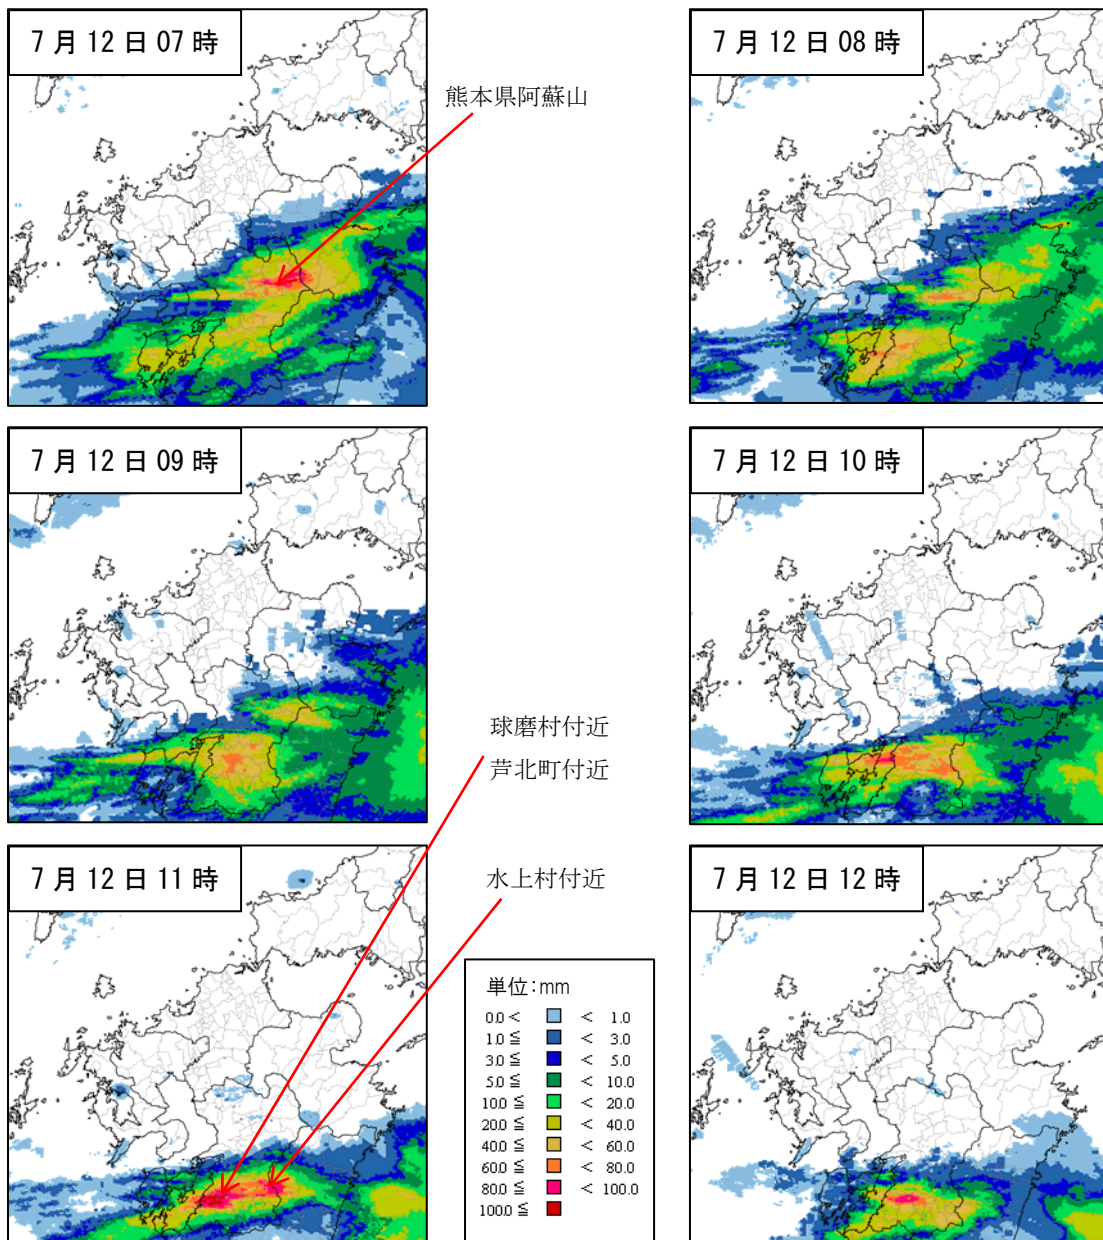 7月12日07時
7月12日08時
熊本県阿蘇山
7月12日09時
7月12日10時
球磨村付近
芦北町付近
7月12日11時
水上村付近
7月12日12時
単位:mm
0.0 < < 1.0
1.0 ≦ < 3.0
3.0 ≦ < 5.0
5.0 ≦ < 10.0
10.0 ≦ < 20.0
20.0 ≦ < 40.0
40.0 ≦ < 60.0
60.0 ≦ < 80.0
80.0 ≦ < 100.0
100.0 ≦